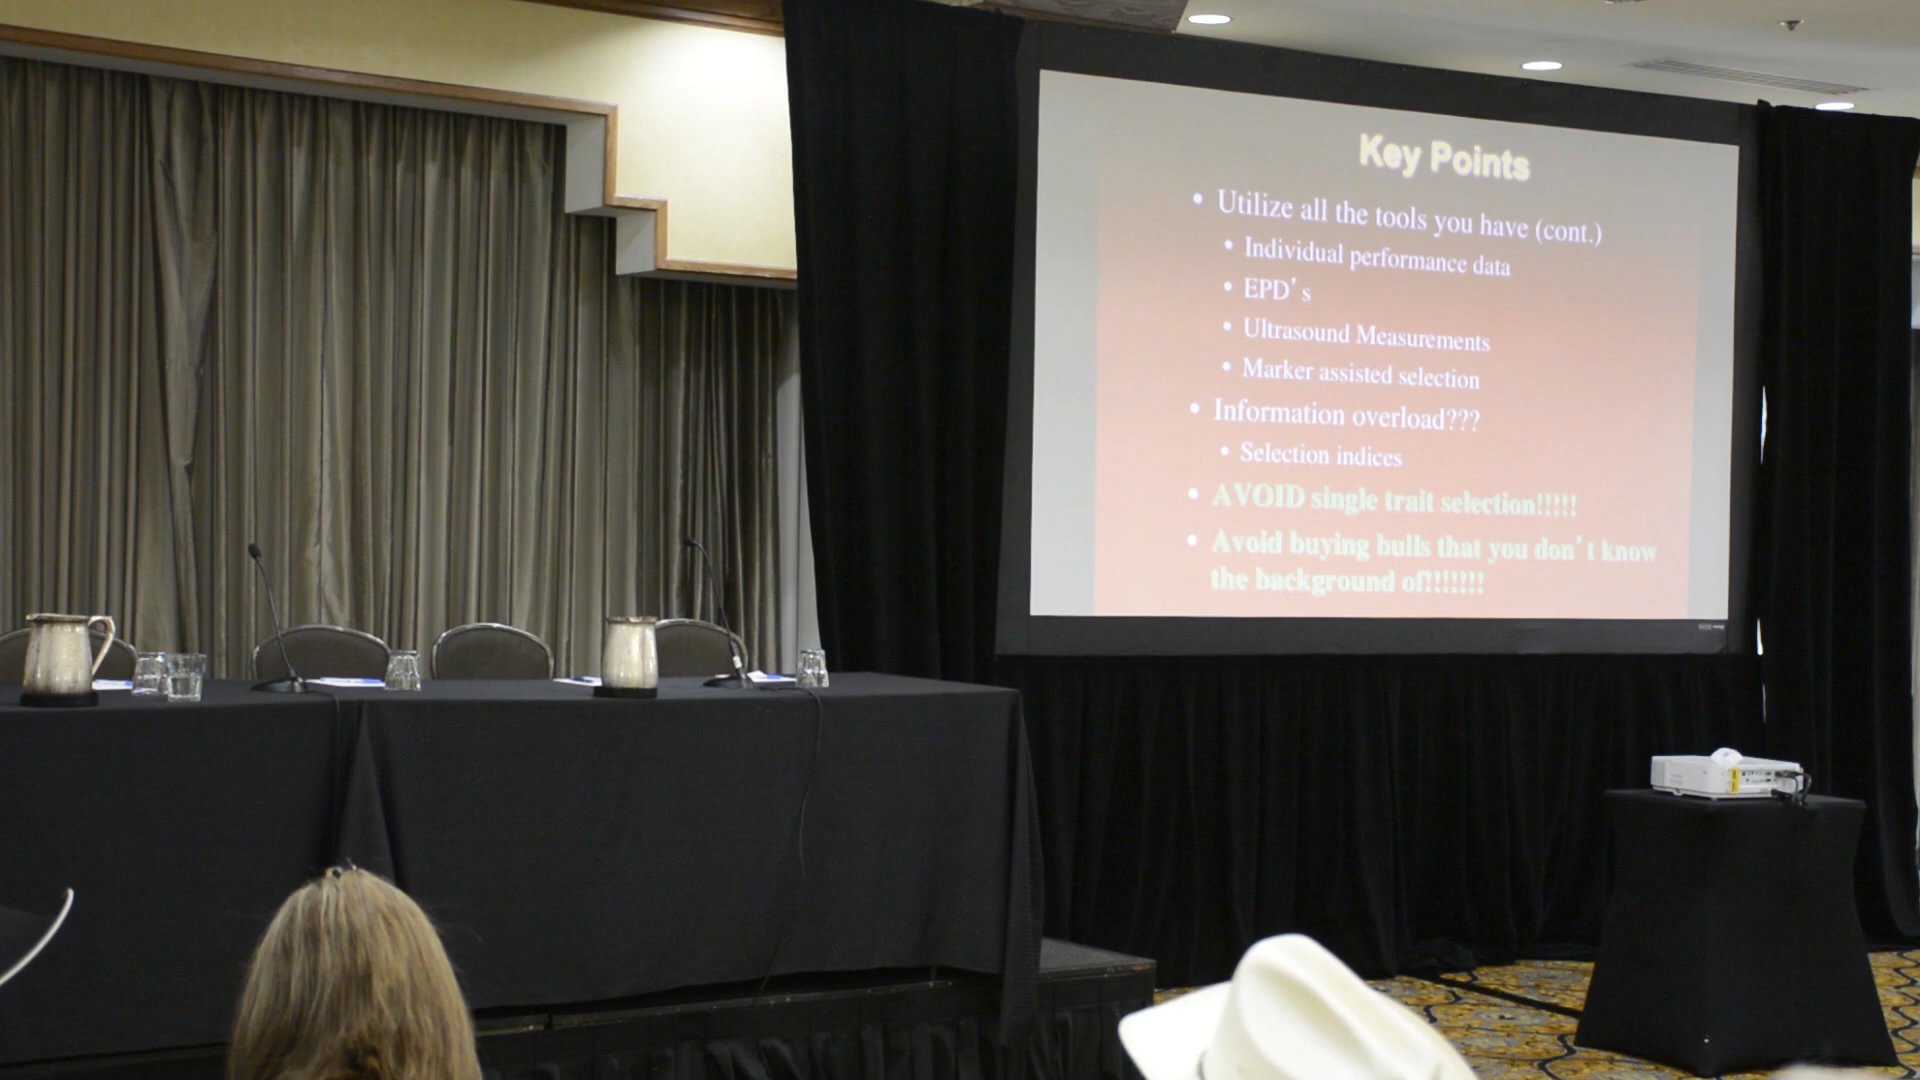 Key Points
• Utilize all the tools you have (cont.)
• Individual performance data
• EPD's
• Ultrasound Measurements
• Marker assisted selection
• Information overload???
• Selection indices
• AVOID single trait selection!!!!!
• Avoid buying bulls that you don't know
the background of!!!!!!!